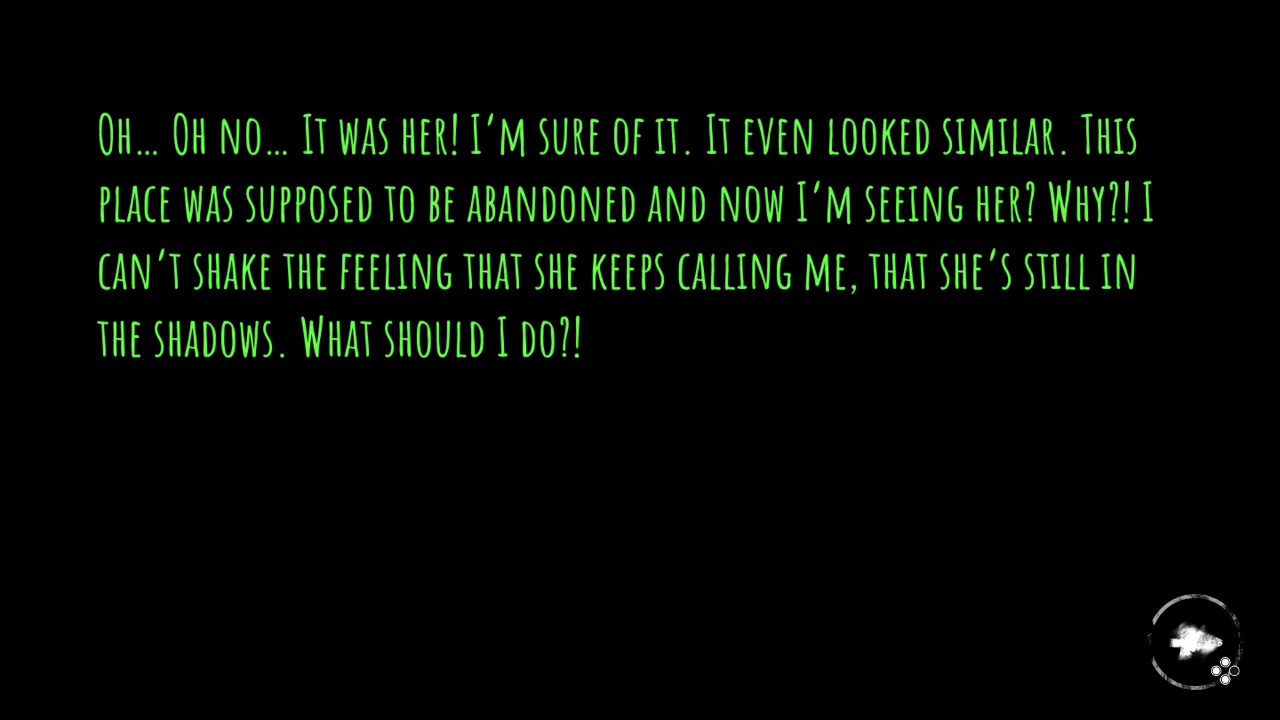 Oh... Oh no... It was her! I'm sure of it. It even looked similar. This
place was supposed to be abandoned and now I'm seeing her? Why?! I
can't shake the feeling that she keeps calling me, that she's still in
the shadows. What should I do?!